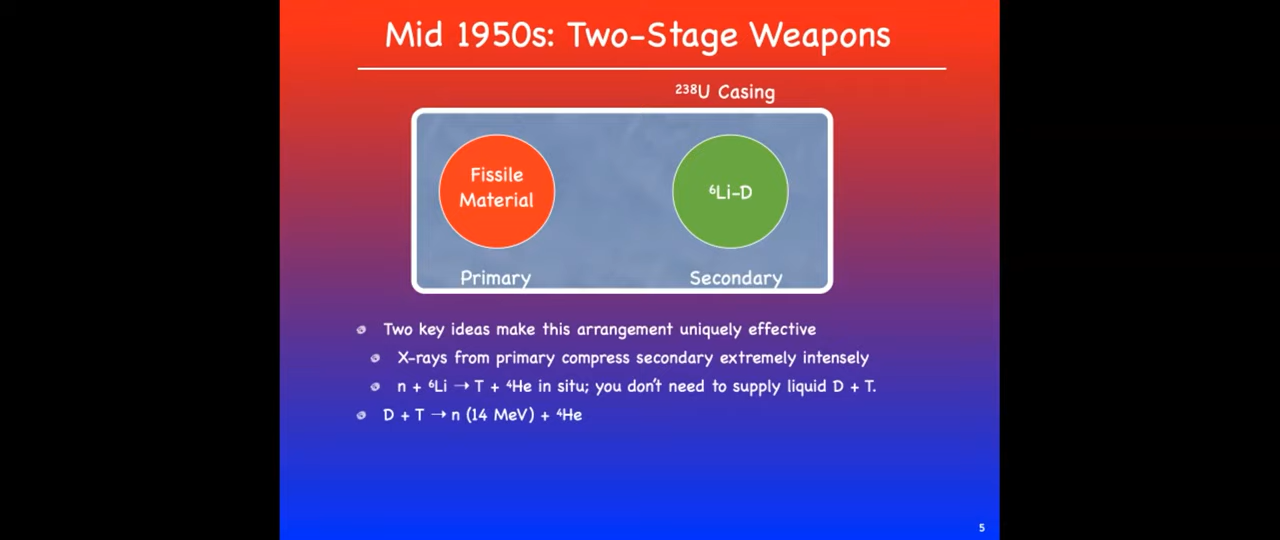 Mid 1950s: Two-Stage Weapons
²³⁸U Casing
Fissile
Material
⁶Li-D
Primary
Secondary
Two key ideas make this arrangement uniquely effective
X-rays from primary compress secondary extremely intensely
n + ⁶Li → T + ⁴He in situ; you don't need to supply liquid D + T.
D + T → n (14 MeV) + ⁴He
5